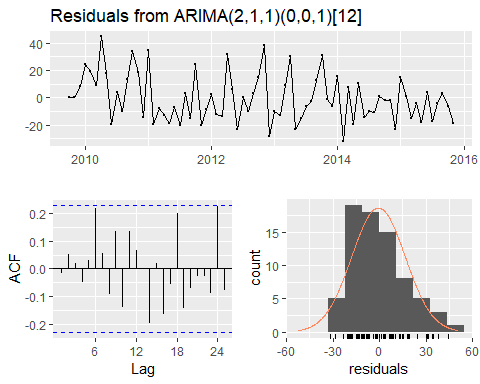 Residuals from ARIMA(2,1,1)(0,0,1)[12]
40
20
0
-20
2010 2012 2014 2016
0.2
0.1
0.0
-0.1
-0.2
ACF
6 12 18 24
Lag
15
10
5
0
count
-60 -30 0 30 60
residuals